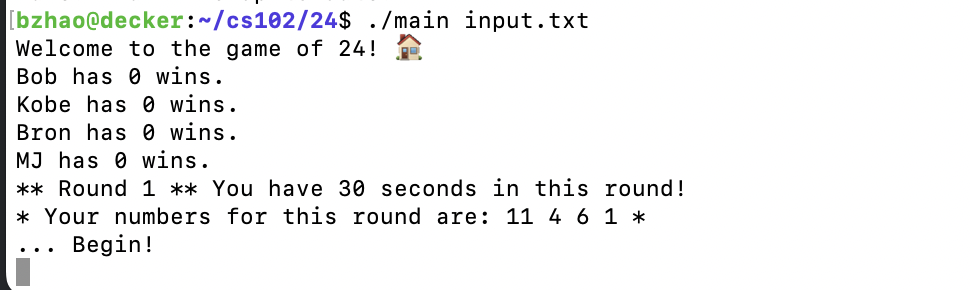 [bzhao@decker:~/cs102/24$ ./main input.txt
Welcome to the game of 24! 🏠
Bob has 0 wins.
Kobe has 0 wins.
Bron has 0 wins.
MJ has 0 wins.
** Round 1 ** You have 30 seconds in this round!
* Your numbers for this round are: 11 4 6 1 *
... Begin!